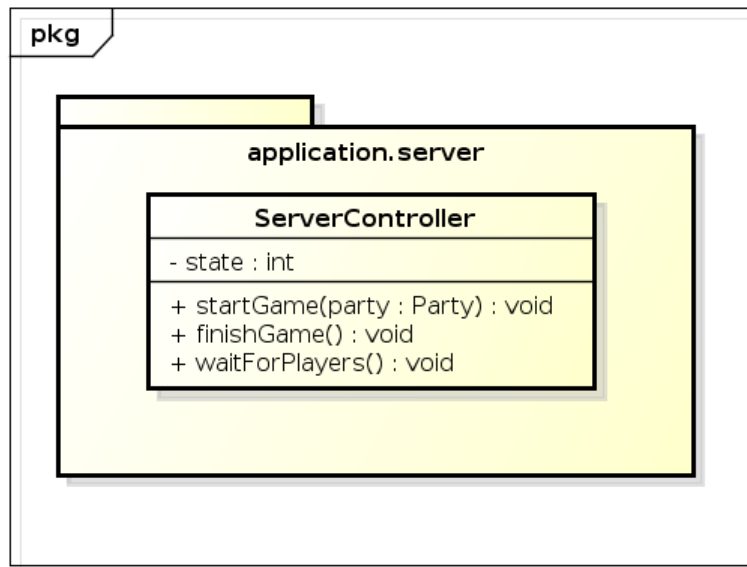 pkg
application.server
ServerController
- state : int
+ startGame(party : Party) : void
+ finishGame() : void
+ waitForPlayers() : void